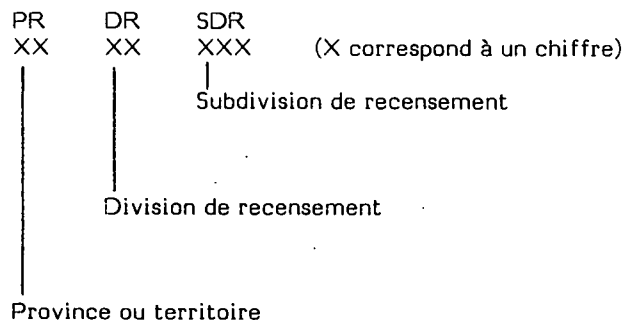 PR DR SDR
XX XX XXX (X correspond à un chiffre)
Subdivision de recensement
Division de recensement
Province ou territoire